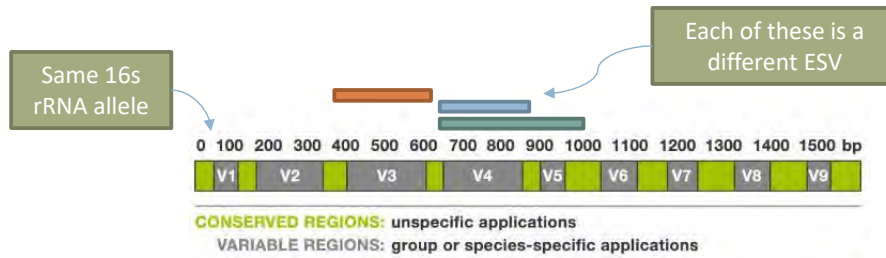 Same 16s
rRNA allele
Each of these is a
different ESV
0 100 200 300 400 500 600 700 800 900 1000 1100 1200 1300 1400 1500 bp
V1 V2 V3 V4 V5 V6 V7 V8 V9
CONSERVED REGIONS: unspecific applications
VARIABLE REGIONS: group or species-specific applications